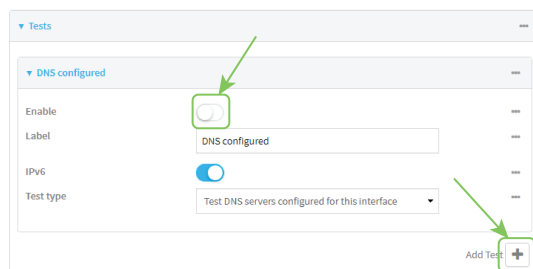 Tests
DNS configured
Enable
Label
DNS configured
IPv6
Test type
Test DNS servers configured for this interface
Add Test